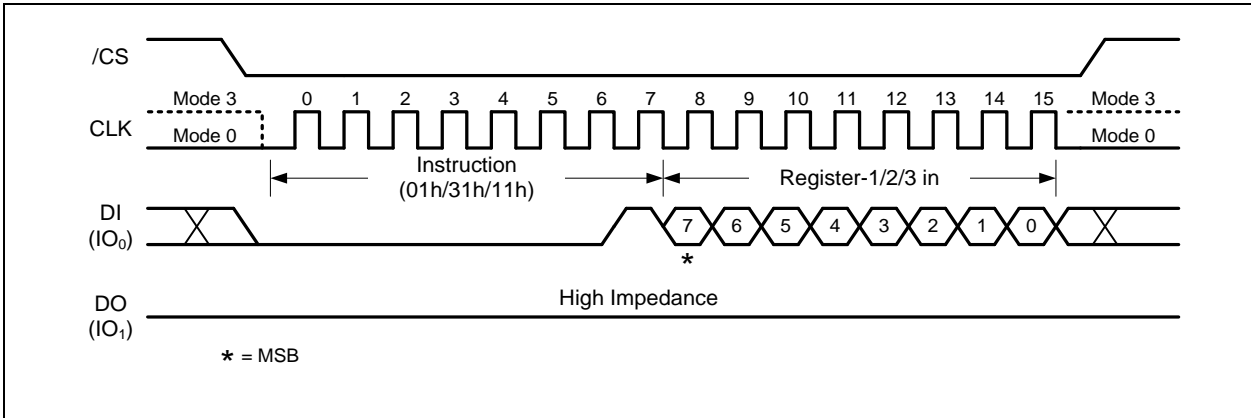 /CS
Mode 3 0 1 2 3 4 5 6 7 8 9 10 11 12 13 14 15 Mode 3
CLK
Mode 0 Mode 0
Instruction
(01h/31h/11h)
Register-1/2/3 in
DI
(IO₀)
7 6 5 4 3 2 1 0
*
High Impedance
DO
(IO₁)
* = MSB